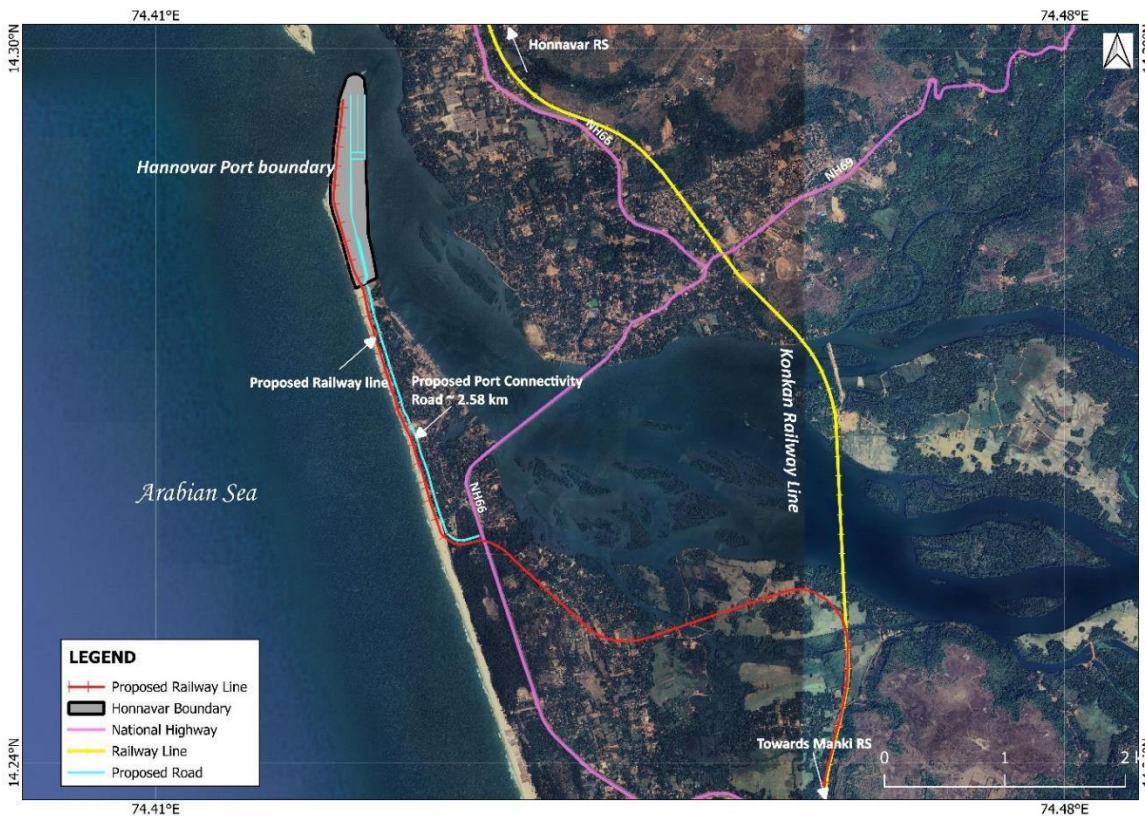 74.41°E
74.48°E
14.30°N
Honnavar RS
NH66
NH69
Hannovar Port boundary
Proposed Railway line
Proposed Port Connectivity
Road ~ 2.58 km
Konkan Railway Line
Arabian Sea
NH66
LEGEND
Proposed Railway Line
Honnavar Boundary
National Highway
Railway Line
Proposed Road
Towards Manki RS
0 1 2
14.24°N
74.41°E
74.48°E